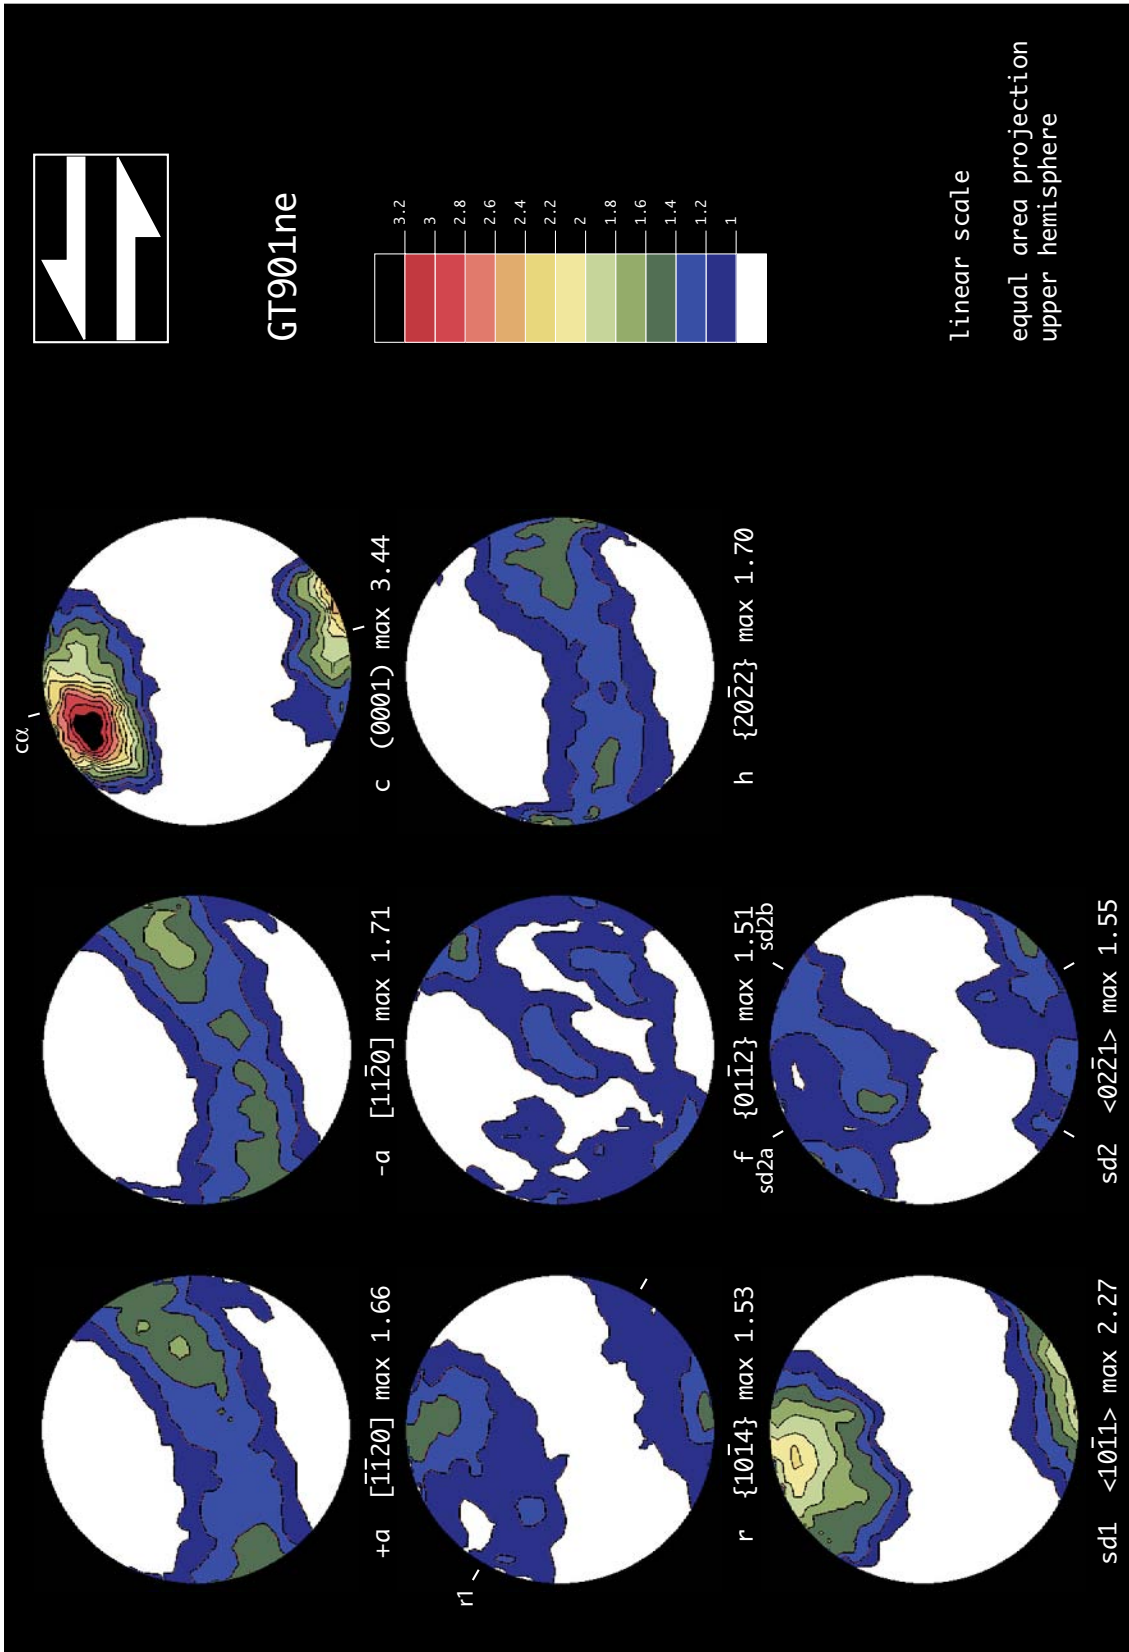 cα
+a [1̄1̄20] max 1.66
-a [112̄0] max 1.71
c (0001) max 3.44
GT901ne
3.2
3
2.8
2.6
2.4
2.2
2
1.8
1.6
1.4
1.2
1
r1
r {101̄4} max 1.53
f {011̄2} max 1.51
h {202̄2} max 1.70
sd2a
sd2b
sd1 <101̄1> max 2.27
sd2 <022̄1> max 1.55
linear scale
equal area projection
upper hemisphere